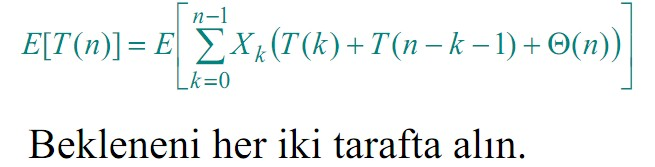 E[T(n)] = E[∑_{k=0}^{n−1} X_k (T(k) + T(n − k − 1) + Θ(n))]
Bekleneni her iki tarafta alın.